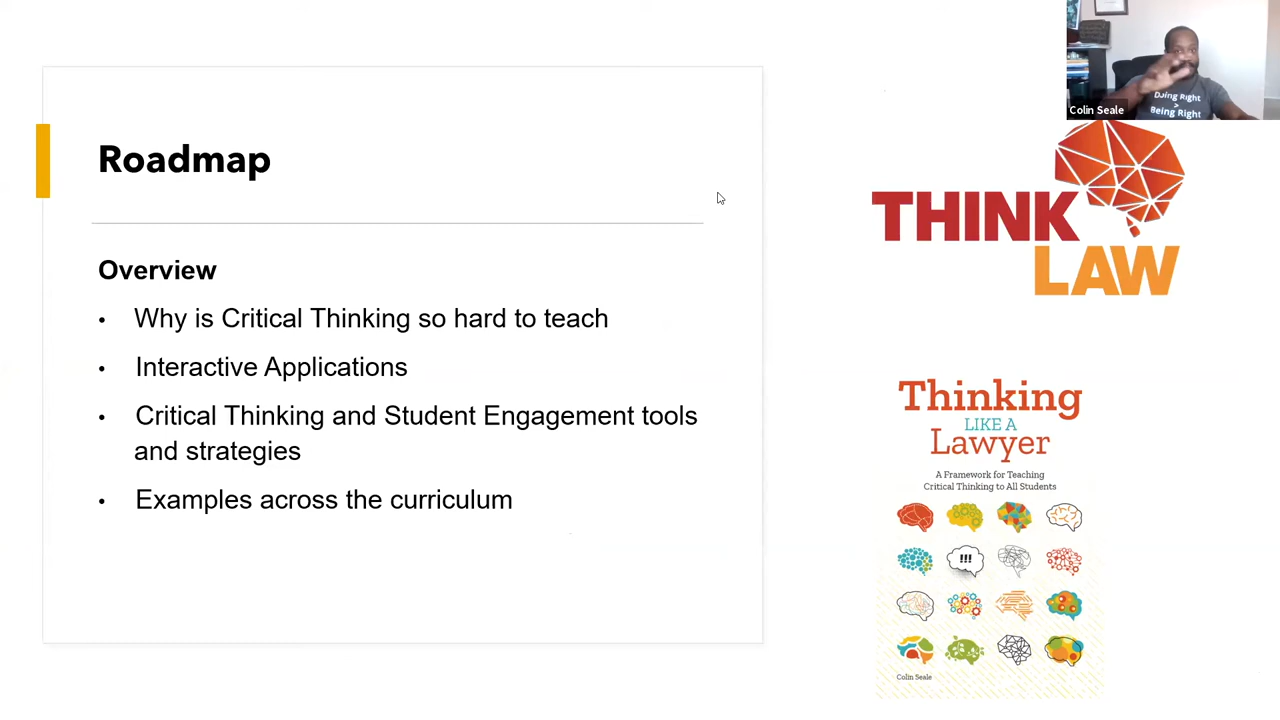 Roadmap
Overview
• Why is Critical Thinking so hard to teach
• Interactive Applications
• Critical Thinking and Student Engagement tools
and strategies
• Examples across the curriculum
Doing Right
>
Being Right
Colin Seale
THINK
LAW
Thinking
LIKE A
Lawyer
A Framework for Teaching
Critical Thinking to All Students
!!!
Colin Seale